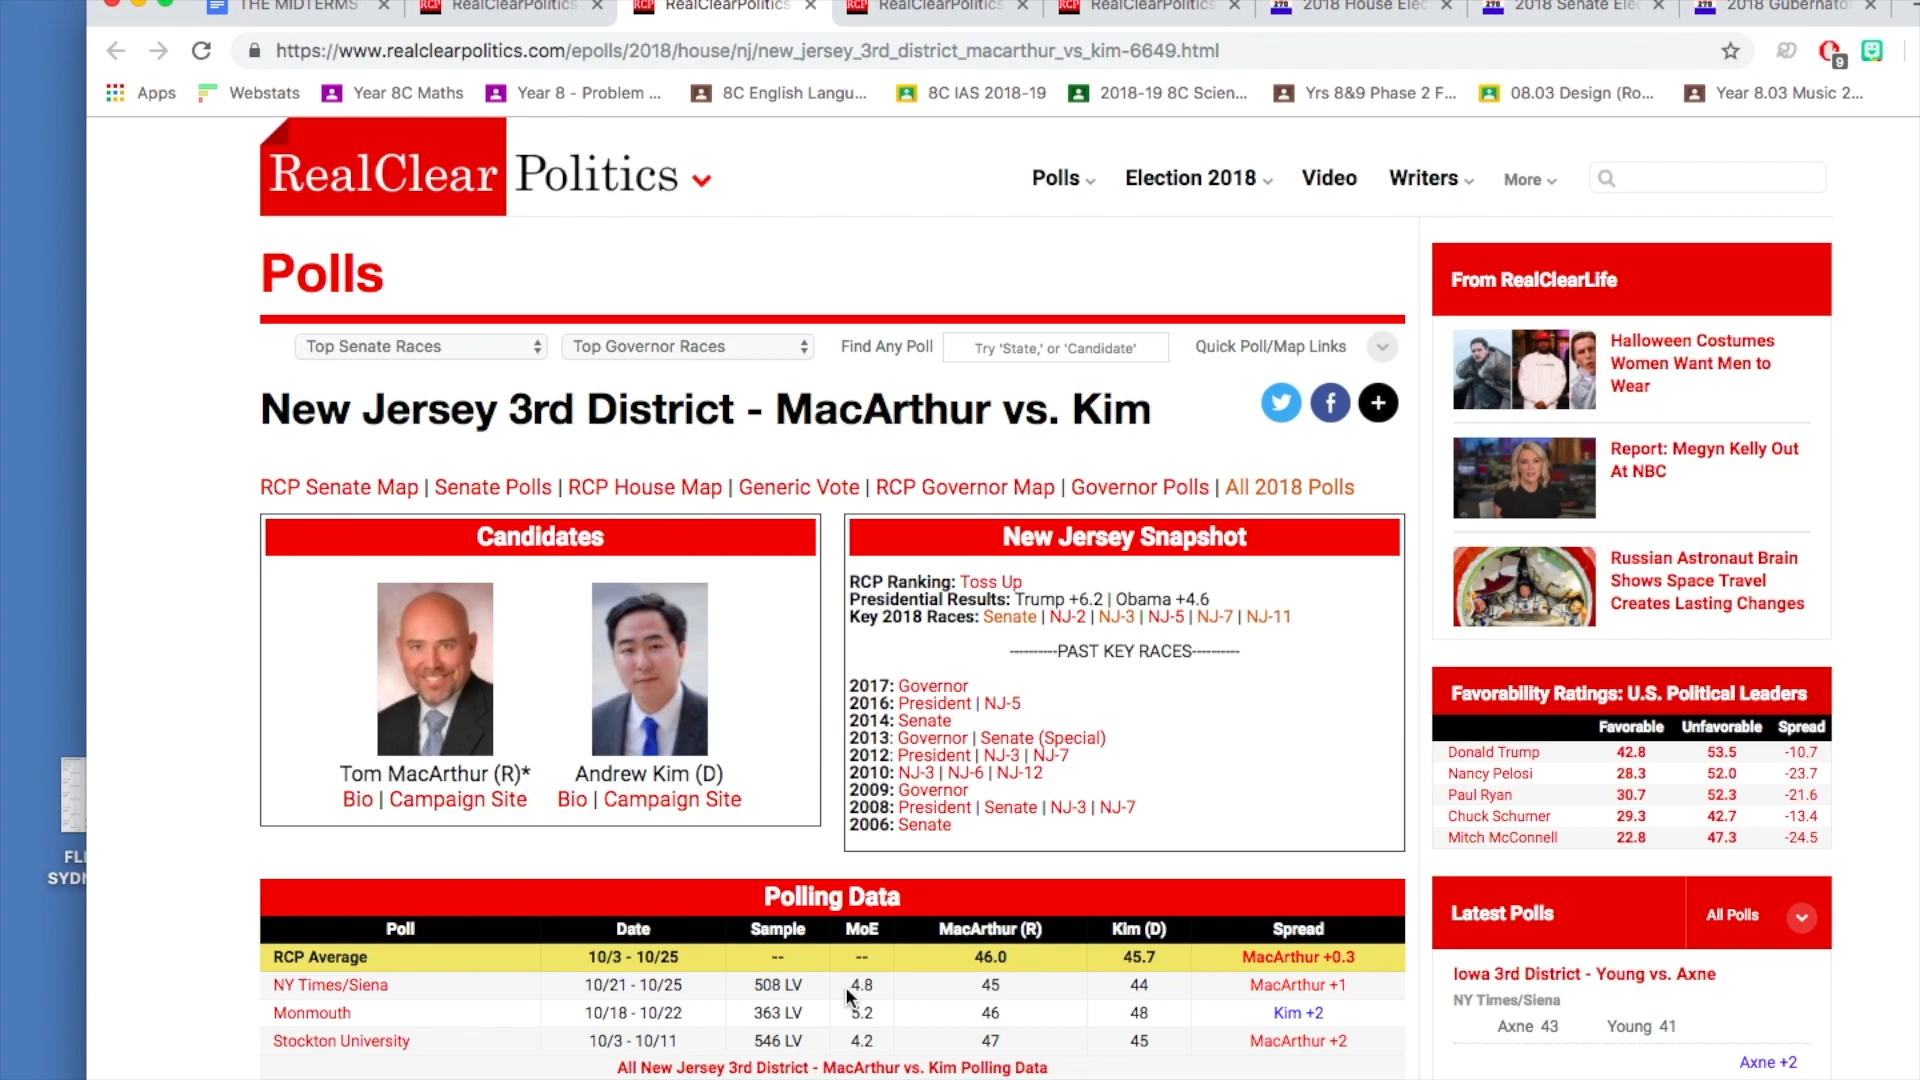 THE MIDTERMS
RealClearPolitics
RealClearPolitics
RealClearPolitics
RealClearPolitics
2018 House Elec
2018 Senate Elec
2018 Gubernator
https://www.realclearpolitics.com/epolls/2018/house/nj/new_jersey_3rd_district_macarthur_vs_kim-6649.html
9
Apps
Webstats
Year 8C Maths
Year 8 - Problem ...
8C English Langu...
8C IAS 2018-19
2018-19 8C Scien...
Yrs 8&9 Phase 2 F...
08.03 Design (Ro...
Year 8.03 Music 2...
RealClear Politics
Polls
Election 2018
Video
Writers
More
Polls
Top Senate Races
Top Governor Races
Find Any Poll
Try 'State,' or 'Candidate'
Quick Poll/Map Links
New Jersey 3rd District - MacArthur vs. Kim
RCP Senate Map | Senate Polls | RCP House Map | Generic Vote | RCP Governor Map | Governor Polls | All 2018 Polls
Candidates
Tom MacArthur (R)*
Bio | Campaign Site
Andrew Kim (D)
Bio | Campaign Site
New Jersey Snapshot
RCP Ranking: Toss Up
Presidential Results: Trump +6.2 | Obama +4.6
Key 2018 Races: Senate | NJ-2 | NJ-3 | NJ-5 | NJ-7 | NJ-11
----------PAST KEY RACES----------
2017: Governor
2016: President | NJ-5
2014: Senate
2013: Governor | Senate (Special)
2012: President | NJ-3 | NJ-7
2010: NJ-3 | NJ-6 | NJ-12
2009: Governor
2008: President | Senate | NJ-3 | NJ-7
2006: Senate
Polling Data
Poll Date Sample MoE MacArthur (R) Kim (D) Spread
RCP Average 10/3 - 10/25 -- -- 46.0 45.7 MacArthur +0.3
NY Times/Siena 10/21 - 10/25 508 LV 4.8 45 44 MacArthur +1
Monmouth 10/18 - 10/22 363 LV 5.2 46 48 Kim +2
Stockton University 10/3 - 10/11 546 LV 4.2 47 45 MacArthur +2
All New Jersey 3rd District - MacArthur vs. Kim Polling Data
From RealClearLife
Halloween Costumes
Women Want Men to
Wear
Report: Megyn Kelly Out
At NBC
Russian Astronaut Brain
Shows Space Travel
Creates Lasting Changes
Favorability Ratings: U.S. Political Leaders
Favorable Unfavorable Spread
Donald Trump 42.8 53.5 -10.7
Nancy Pelosi 28.3 52.0 -23.7
Paul Ryan 30.7 52.3 -21.6
Chuck Schumer 29.3 42.7 -13.4
Mitch McConnell 22.8 47.3 -24.5
Latest Polls
All Polls
Iowa 3rd District - Young vs. Axne
NY Times/Siena
Axne 43 Young 41
Axne +2